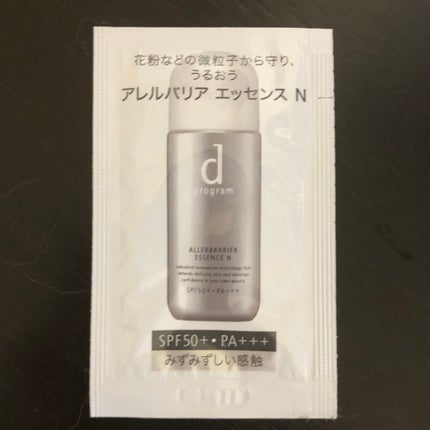 花粉などの微粒子から守り、
うるおう
アレルバリア エッセンス N
d
program
ALLERBARRIER
ESSENCE N
SPF50+・PA+++
SPF50+・PA+++
みずみずしい感触